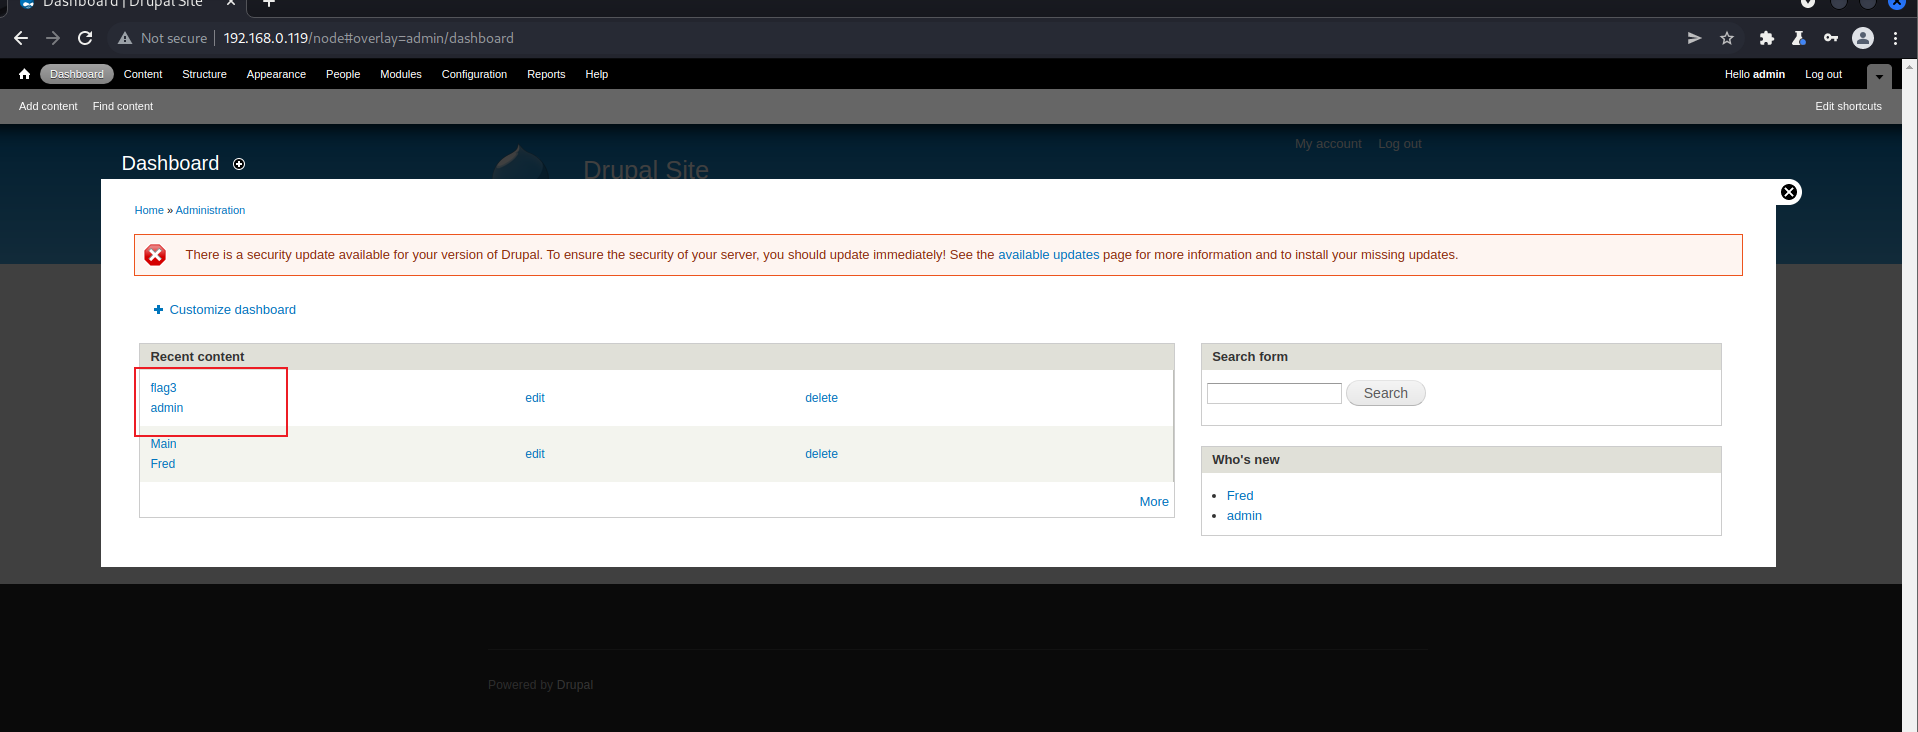 Dashboard | Drupal Site
Not secure
192.168.0.119/node#overlay=admin/dashboard
Dashboard Content Structure Appearance People Modules Configuration Reports Help
Hello admin Log out
Add content Find content
Edit shortcuts
My account Log out
Dashboard
Drupal Site
Home » Administration
There is a security update available for your version of Drupal. To ensure the security of your server, you should update immediately! See the available updates page for more information and to install your missing updates.
Customize dashboard
Recent content
flag3
admin
edit
delete
Main
Fred
edit
delete
More
Search form
Search
Who's new
Fred
admin
Powered by Drupal